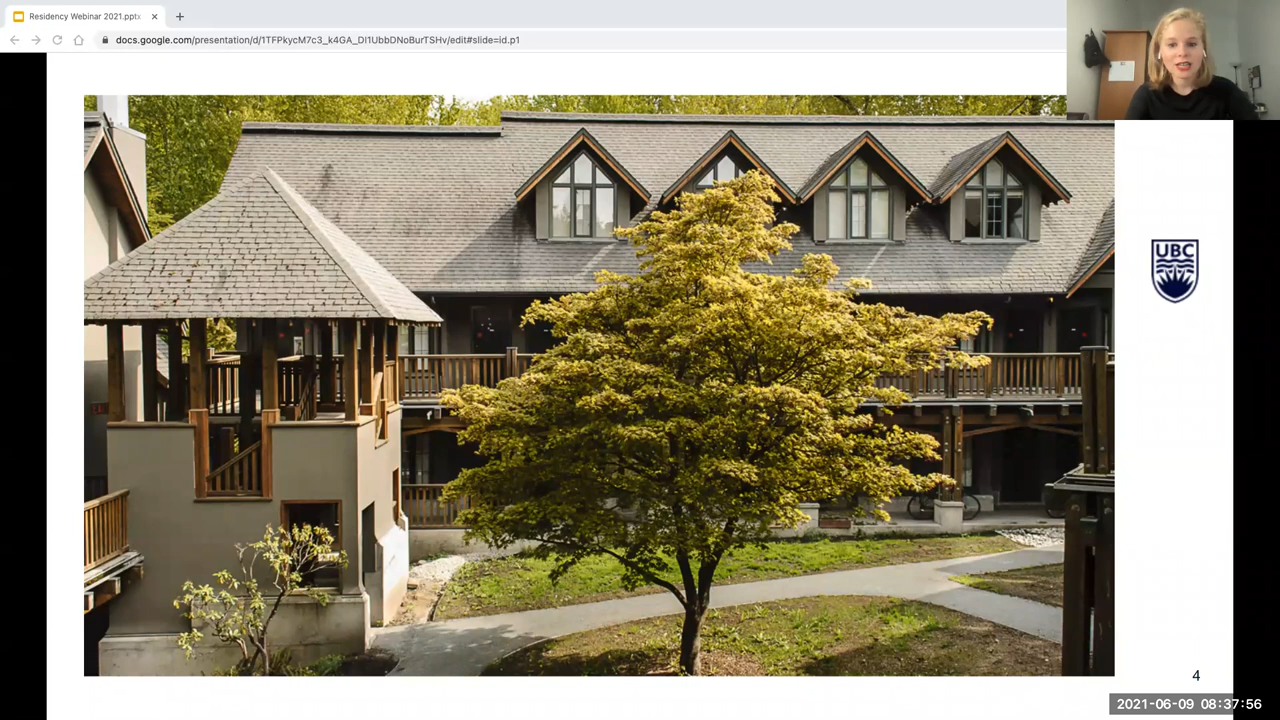 Residency Webinar 2021.pptx
docs.google.com/presentation/d/1TFPkycM7c3_k4GA_Dl1UbbDNoBurTSHv/edit#slide=id.p1
UBC
4
2021-06-09 08:37:56